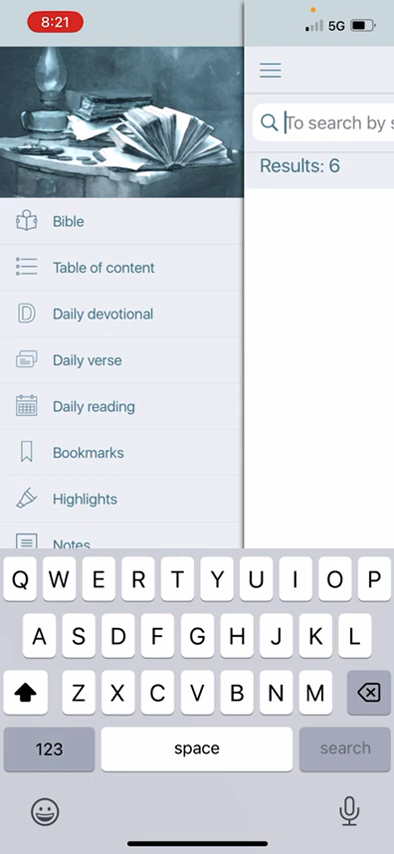 8:21
5G
To search by s
Results: 6
Bible
Table of content
D
Daily devotional
Daily verse
Daily reading
Bookmarks
Highlights
Notes
Q W E R T Y U I O P
A S D F G H J K L
Z X C V B N M
123 space search